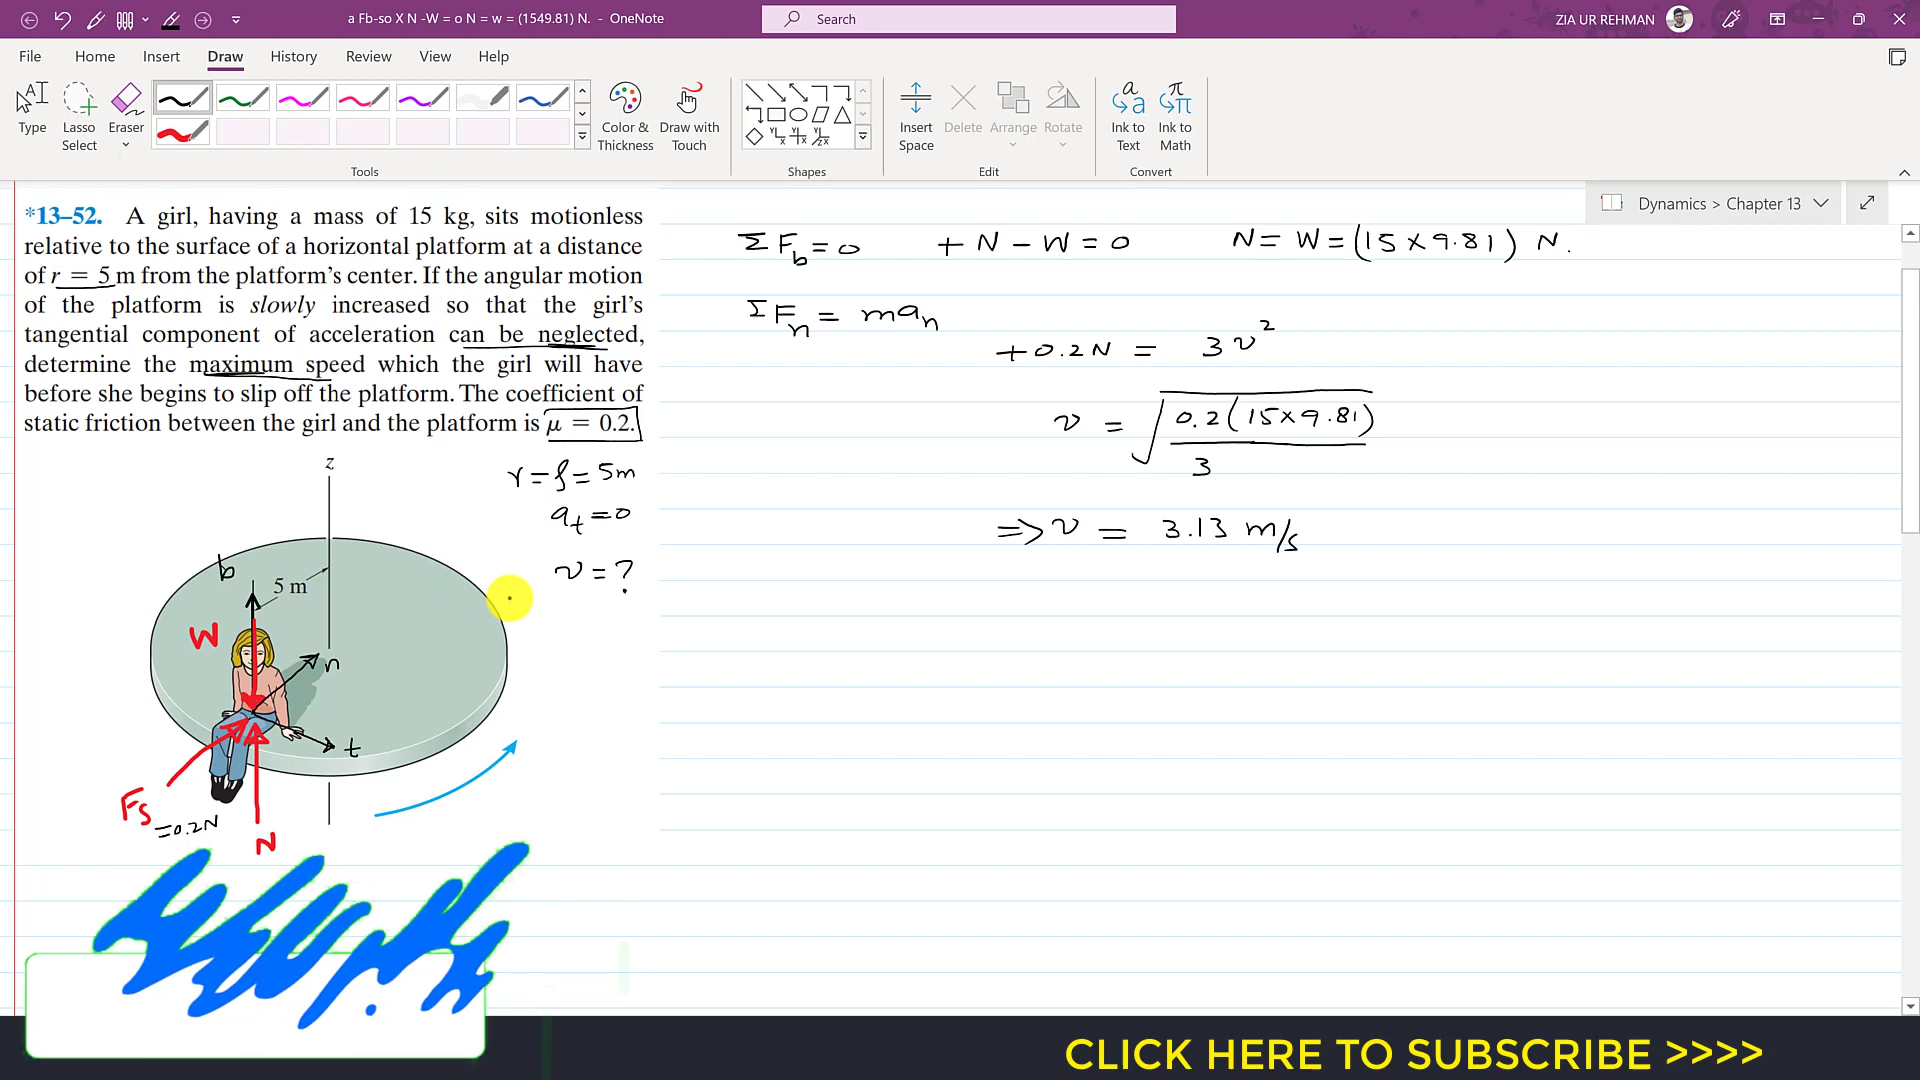 a Fb-so X N -W = o N = w = (1549.81) N. - OneNote
Search
ZIA UR REHMAN
File Home Insert Draw History Review View Help
Type
Lasso Select
Eraser
Color & Thickness
Draw with Touch
Insert Space
Delete
Arrange
Rotate
Ink to Text
Ink to Math
Tools
Shapes
Edit
Convert
Dynamics > Chapter 13
*13–52. A girl, having a mass of 15 kg, sits motionless
relative to the surface of a horizontal platform at a distance
of r = 5 m from the platform's center. If the angular motion
of the platform is slowly increased so that the girl's
tangential component of acceleration can be neglected,
determine the maximum speed which the girl will have
before she begins to slip off the platform. The coefficient of
static friction between the girl and the platform is μ = 0.2.
z
r = ρ = 5m
a_t = 0
v = ?
b
5 m
W
n
t
Fs
=0.2N
N
ΣF_b = 0 +N − W = 0 N = W = (15×9.81) N.
ΣF_n = ma_n
+0.2N = 3v²
v = √(0.2(15×9.81)/3)
=> v = 3.13 m/s
CLICK HERE TO SUBSCRIBE >>>>